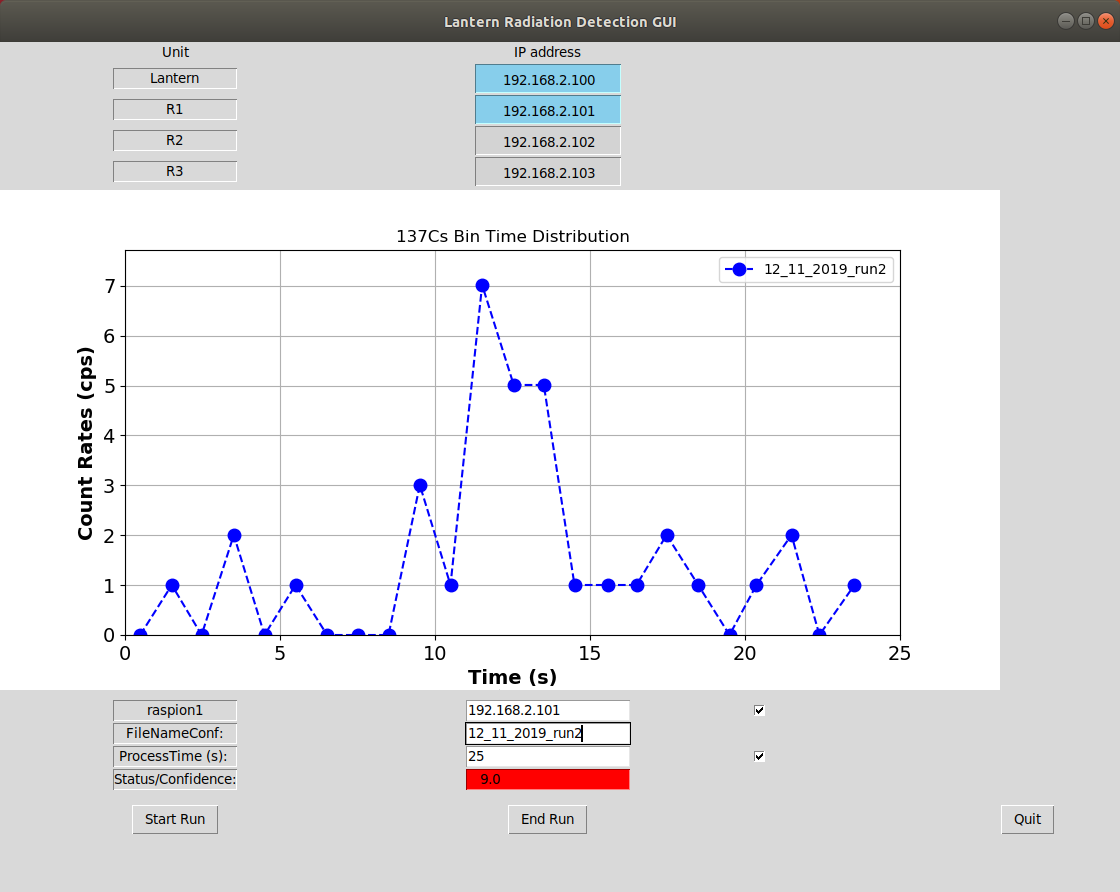 Lantern Radiation Detection GUI
Unit IP address
Lantern 192.168.2.100
R1 192.168.2.101
R2 192.168.2.102
R3 192.168.2.103
137Cs Bin Time Distribution
12_11_2019_run2
7
6
5
4
3
2
1
0
Count Rates (cps)
0 5 10 15 20 25
Time (s)
raspion1 192.168.2.101
FileNameConf: 12_11_2019_run2
ProcessTime (s): 25
Status/Confidence: 9.0
Start Run End Run Quit